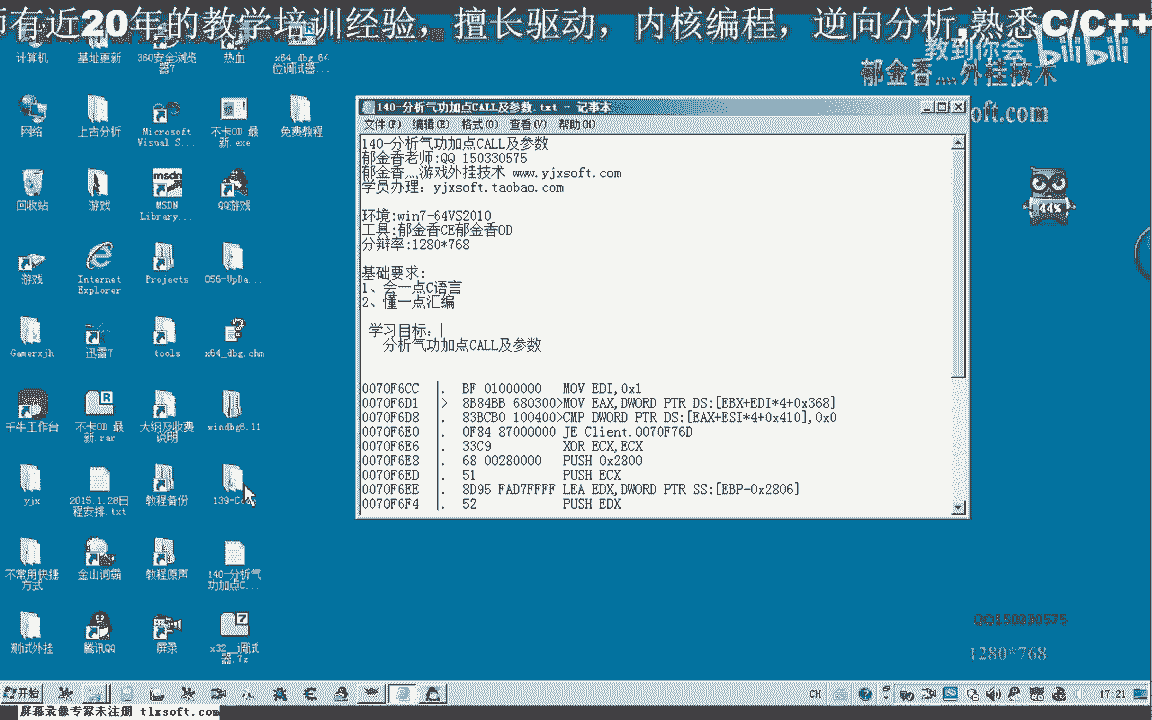 师有近20年的教学培训经验，擅长驱动，内核编程，逆向分析,熟悉C/C++
教到你会 bilibili
郁金香灬外挂技术
oft.com
计算机
基址更新
360安全浏览器7
热血
x64_dbg_64位调试器...
网络
上古分析
Microsoft Visual S...
不卡OD 最新.exe
免费教程
回收站
游戏
MSDN Library...
QQ游戏
游戏
Internet Explorer
Projects
055-UpDa...
Gamerxjh
迅雷7
tools
x64_dbg.chm
千牛工作台
不卡OD 最新.rar
大纲及收费说明
windbg6.11
yjx
2015.1.28日程安排.txt
教程备份
不常用快捷方式
金山词霸
教程原声
140-分析气功加点C...
测试外挂
腾讯QQ
屏录
140-分析气功加点CALL及参数.txt - 记事本
文件(F) 编辑(E) 格式(O) 查看(V) 帮助(H)
140-分析气功加点CALL及参数
郁金香老师:QQ 150330575
郁金香灬游戏外挂技术 www.yjxsoft.com
学员办理：yjxsoft.taobao.com
环境:win7-64VS2010
工具:郁金香CE郁金香OD
分辩率:1280*768
基础要求:
1、会一点C语言
2、懂一点汇编
学习目标：
分析气功加点CALL及参数
0070F6CC |. BF 01000000 MOV EDI,0x1
0070F6D1 |> 8B84BB 680300>MOV EAX,DWORD PTR DS:[EBX+EDI*4+0x368]
0070F6D8 |. 83BCB0 100400>CMP DWORD PTR DS:[EAX+ESI*4+0x410],0x0
0070F6E0 |. 0F84 87000000 JE Client.0070F76D
0070F6E6 |. 33C9 XOR ECX,ECX
0070F6E8 |. 68 00280000 PUSH 0x2800
0070F6ED |. 51 PUSH ECX
0070F6EE |. 8D95 FAD7FFFF LEA EDX,DWORD PTR SS:[EBP-0x2806]
0070F6F4 |. 52 PUSH EDX
44%
QQ150330575
1280*768
开始
CH
17:21
屏幕录像专家未注册 tlxsoft.com